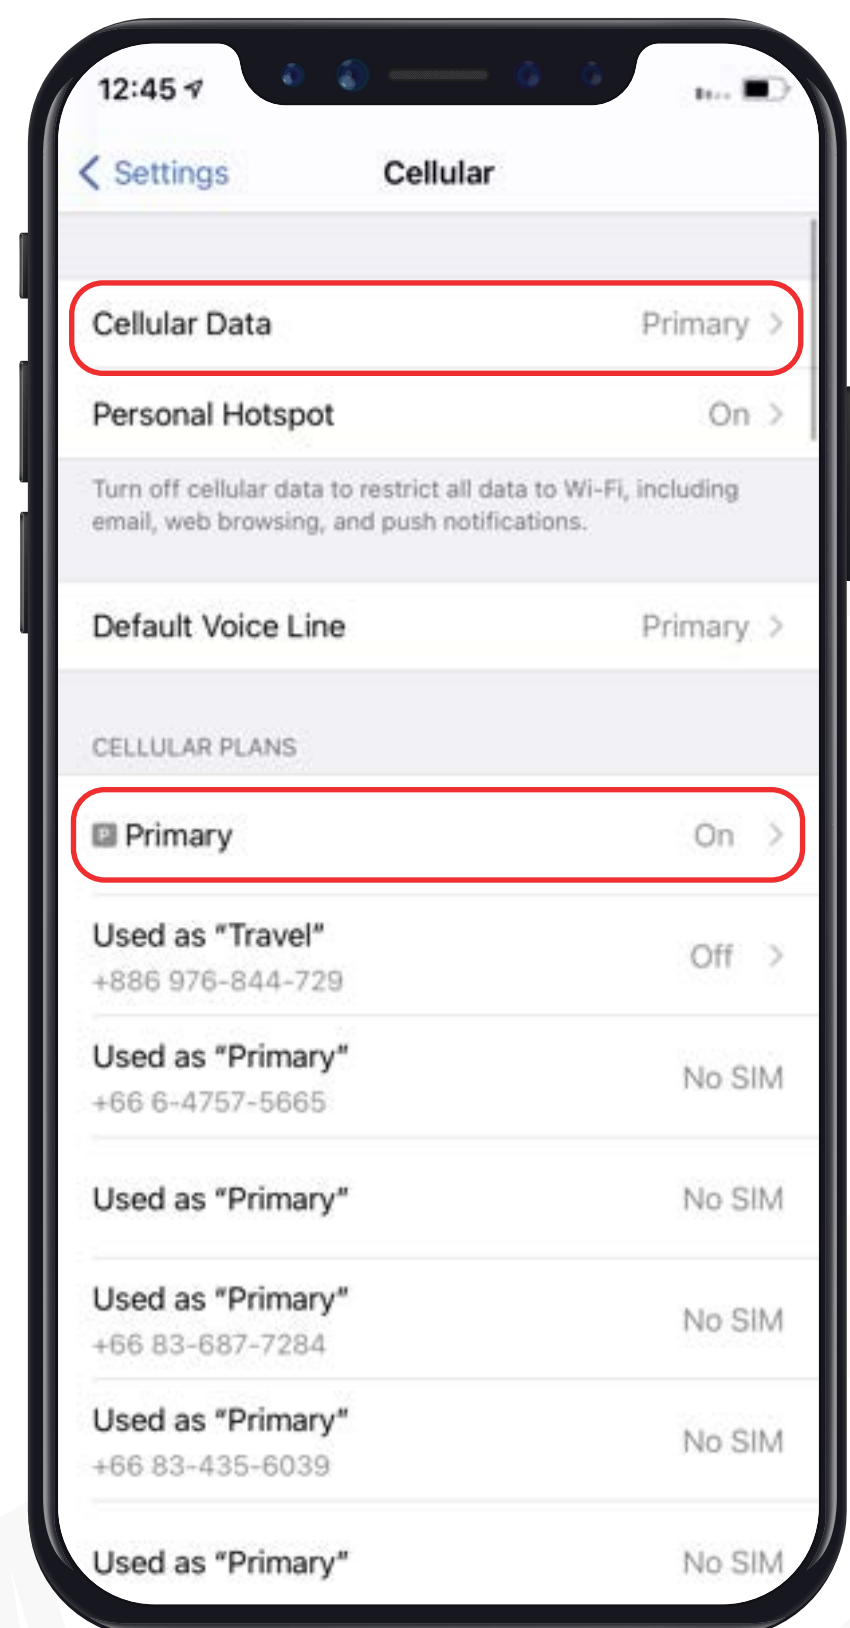 12:45
Settings
Cellular
Cellular Data
Primary
Personal Hotspot
On
Turn off cellular data to restrict all data to Wi-Fi, including
email, web browsing, and push notifications.
Default Voice Line
Primary
CELLULAR PLANS
P Primary
On
Used as “Travel”
+886 976-844-729
Off
Used as “Primary”
+66 6-4757-5665
No SIM
Used as “Primary”
No SIM
Used as “Primary”
+66 83-687-7284
No SIM
Used as “Primary”
+66 83-435-6039
No SIM
Used as “Primary”
No SIM